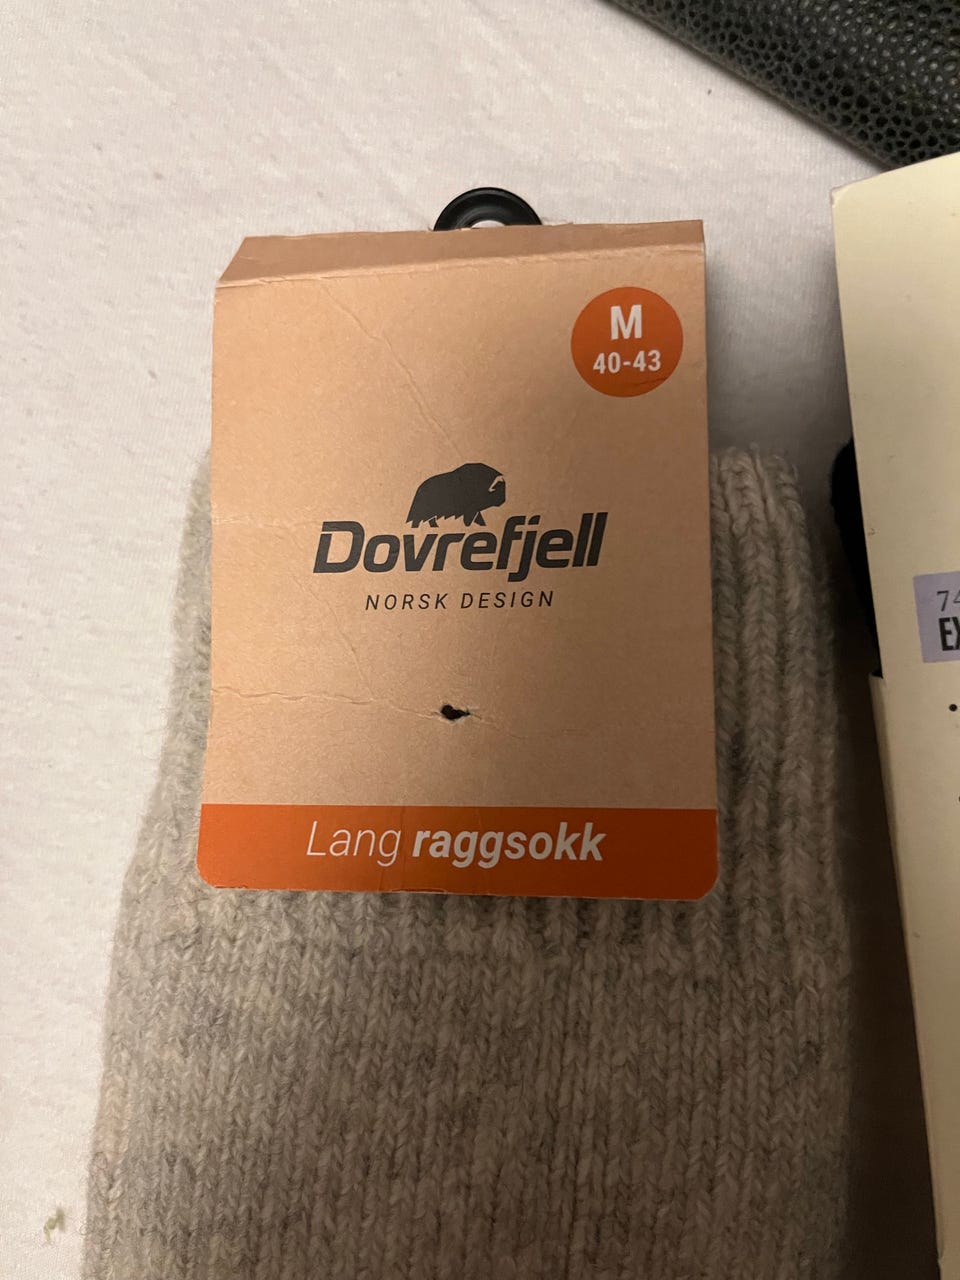 M
40-43
Dovrefjell
NORSK DESIGN
Lang raggsokk